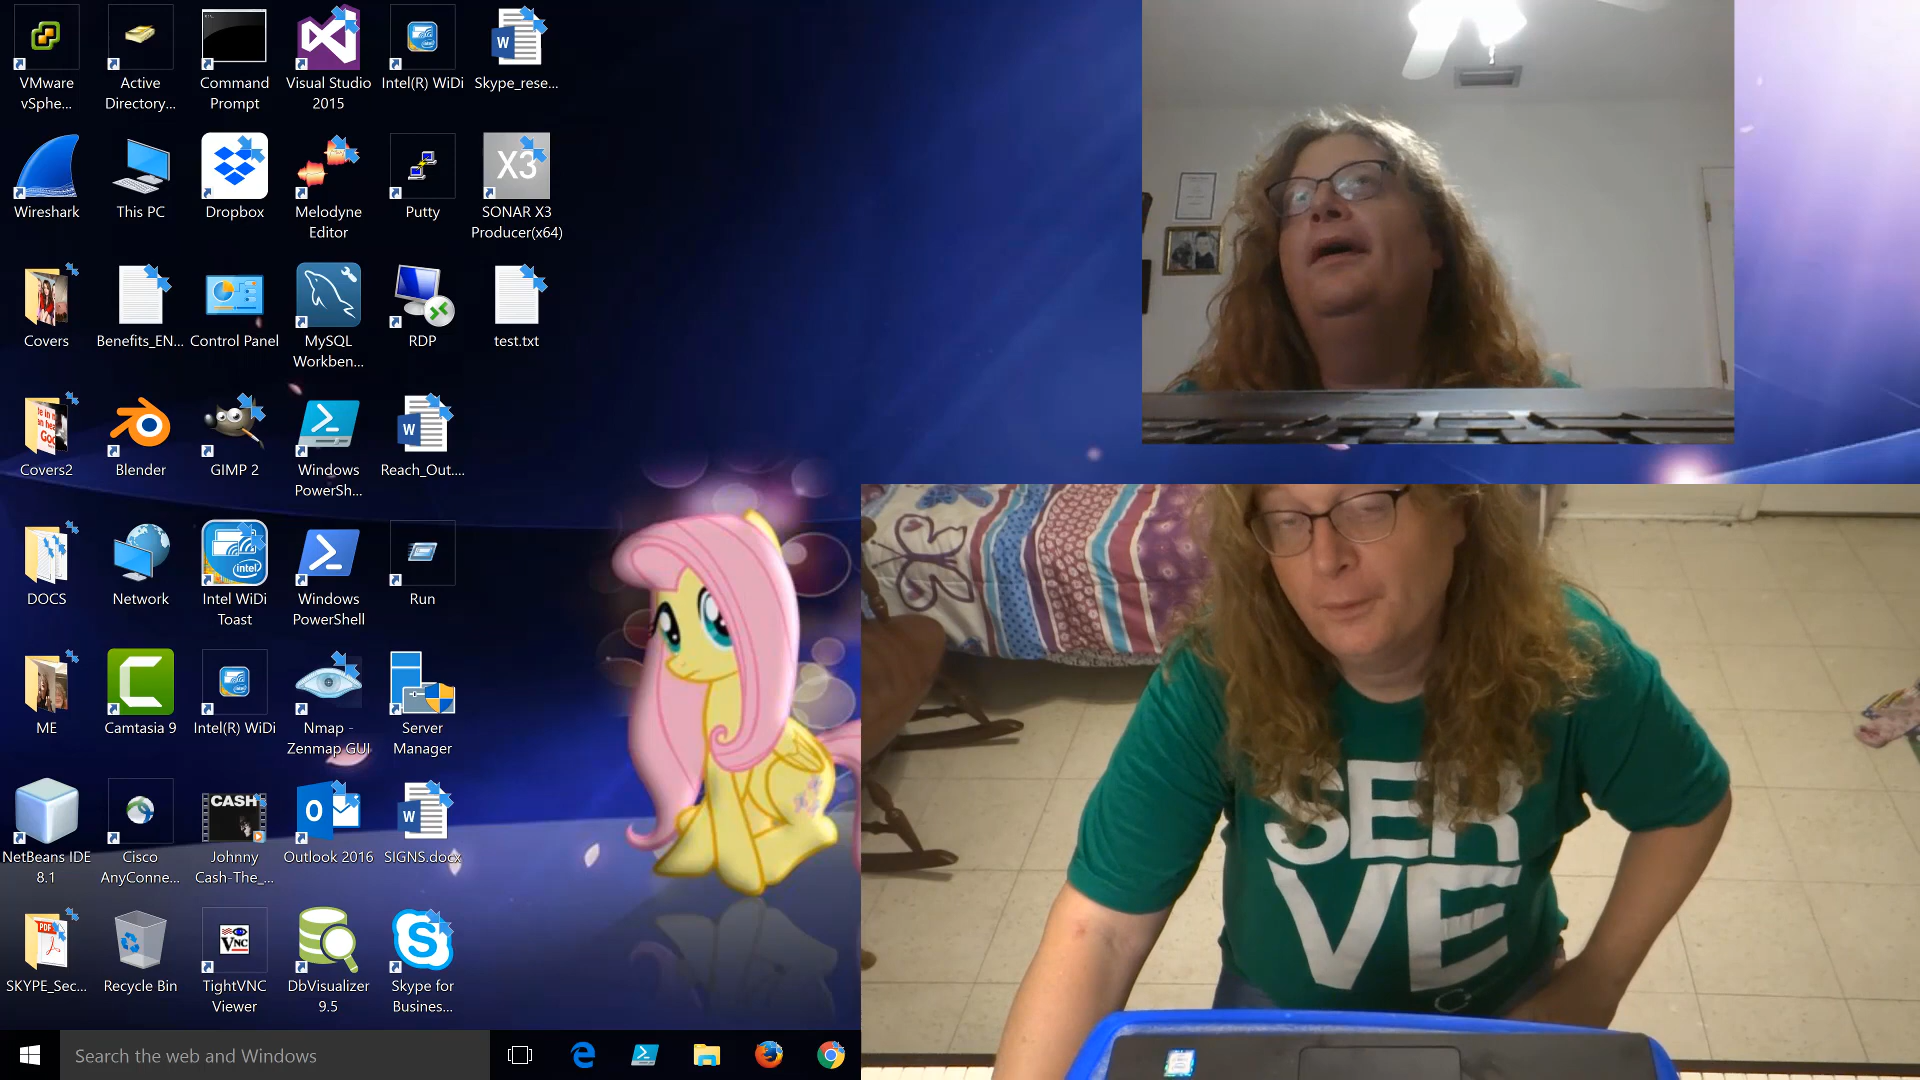 VMware
vSphe...
Active
Directory...
Command
Prompt
Visual Studio
2015
Intel(R) WiDi
Skype_rese...
Wireshark
This PC
Dropbox
Melodyne
Editor
Putty
X3
SONAR X3
Producer(x64)
Covers
Benefits_EN...
Control Panel
MySQL
Workben...
RDP
test.txt
Covers2
Blender
GIMP 2
Windows
PowerSh...
W
Reach_Out....
DOCS
Network
intel
Intel WiDi
Toast
Windows
PowerShell
Run
ME
Camtasia 9
Intel(R) WiDi
Nmap -
Zenmap GUI
Server
Manager
NetBeans IDE
8.1
Cisco
AnyConne...
CASH
Johnny
Cash-The_...
Outlook 2016
W
SIGNS.docx
PDF
SKYPE_Sec...
Recycle Bin
VNC
TightVNC
Viewer
DbVisualizer
9.5
Skype for
Busines...
Search the web and Windows
SER
VE